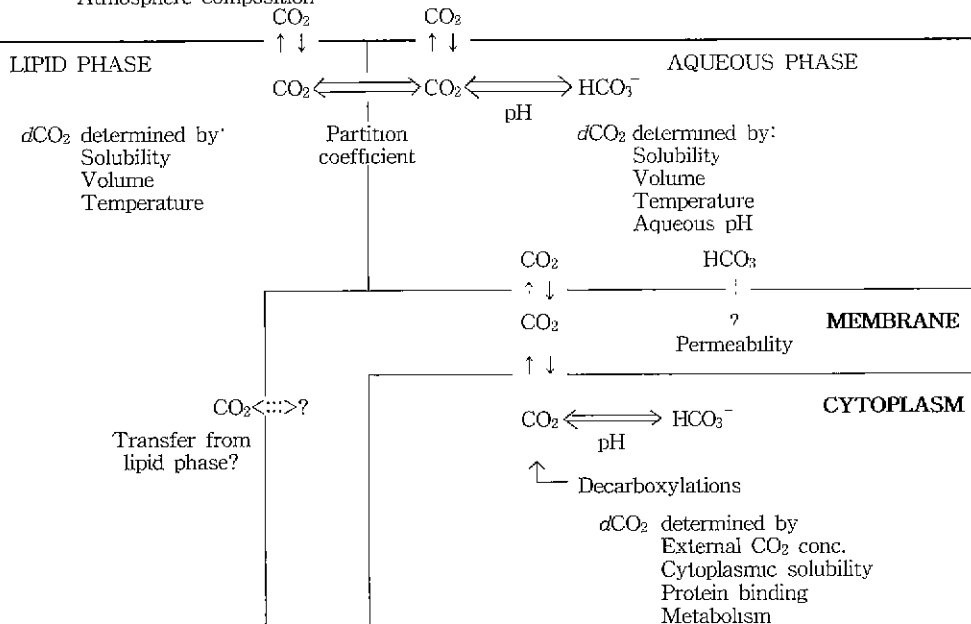 Atmosphere composition
CO₂ CO₂
↑ ↓ ↑ ↓
LIPID PHASE AQUEOUS PHASE
CO₂ ⟺ CO₂ ⟺ HCO₃⁻
pH
dCO₂ determined by:
Solubility
Volume
Temperature
Partition
coefficient
dCO₂ determined by:
Solubility
Volume
Temperature
Aqueous pH
CO₂ HCO₃
↑ ↓
CO₂ ? MEMBRANE
Permeability
↑ ↓
CYTOPLASM
CO₂<:::>?
Transfer from
lipid phase?
CO₂ ⟺ HCO₃⁻
pH
Decarboxylations
dCO₂ determined by
External CO₂ conc.
Cytoplasmic solubility
Protein binding
Metabolism